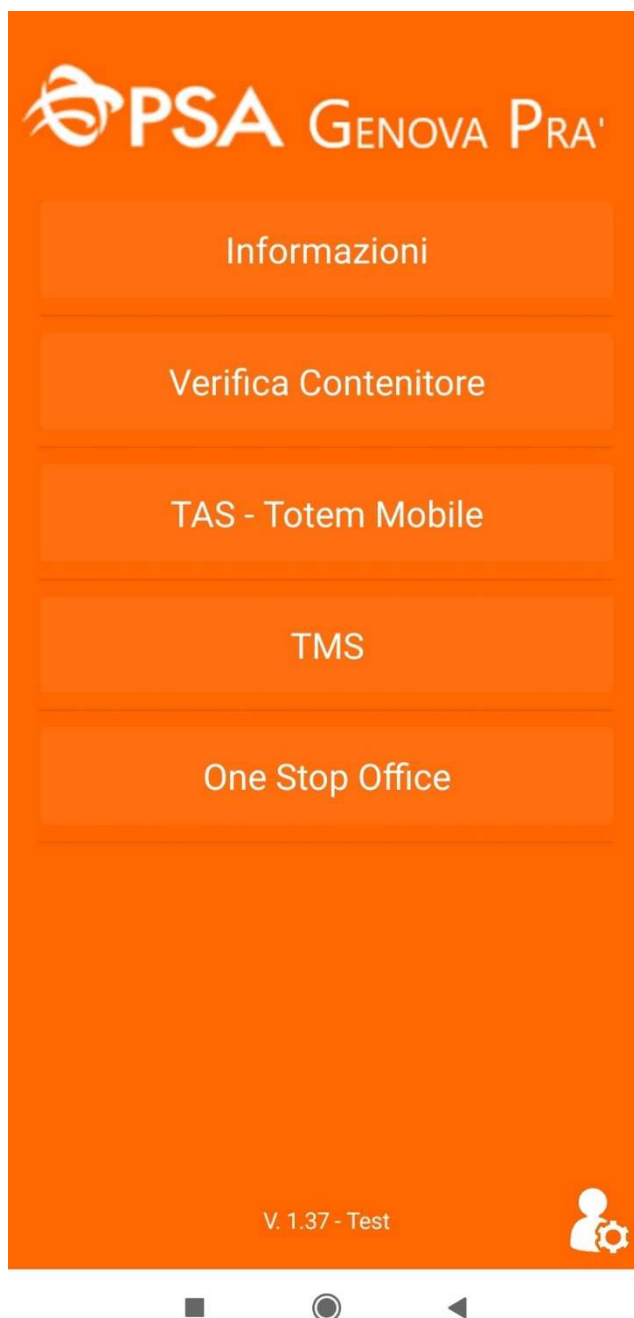 PSA GENOVA PRA'
Informazioni
Verifica Contenitore
TAS - Totem Mobile
TMS
One Stop Office
V. 1.37 - Test